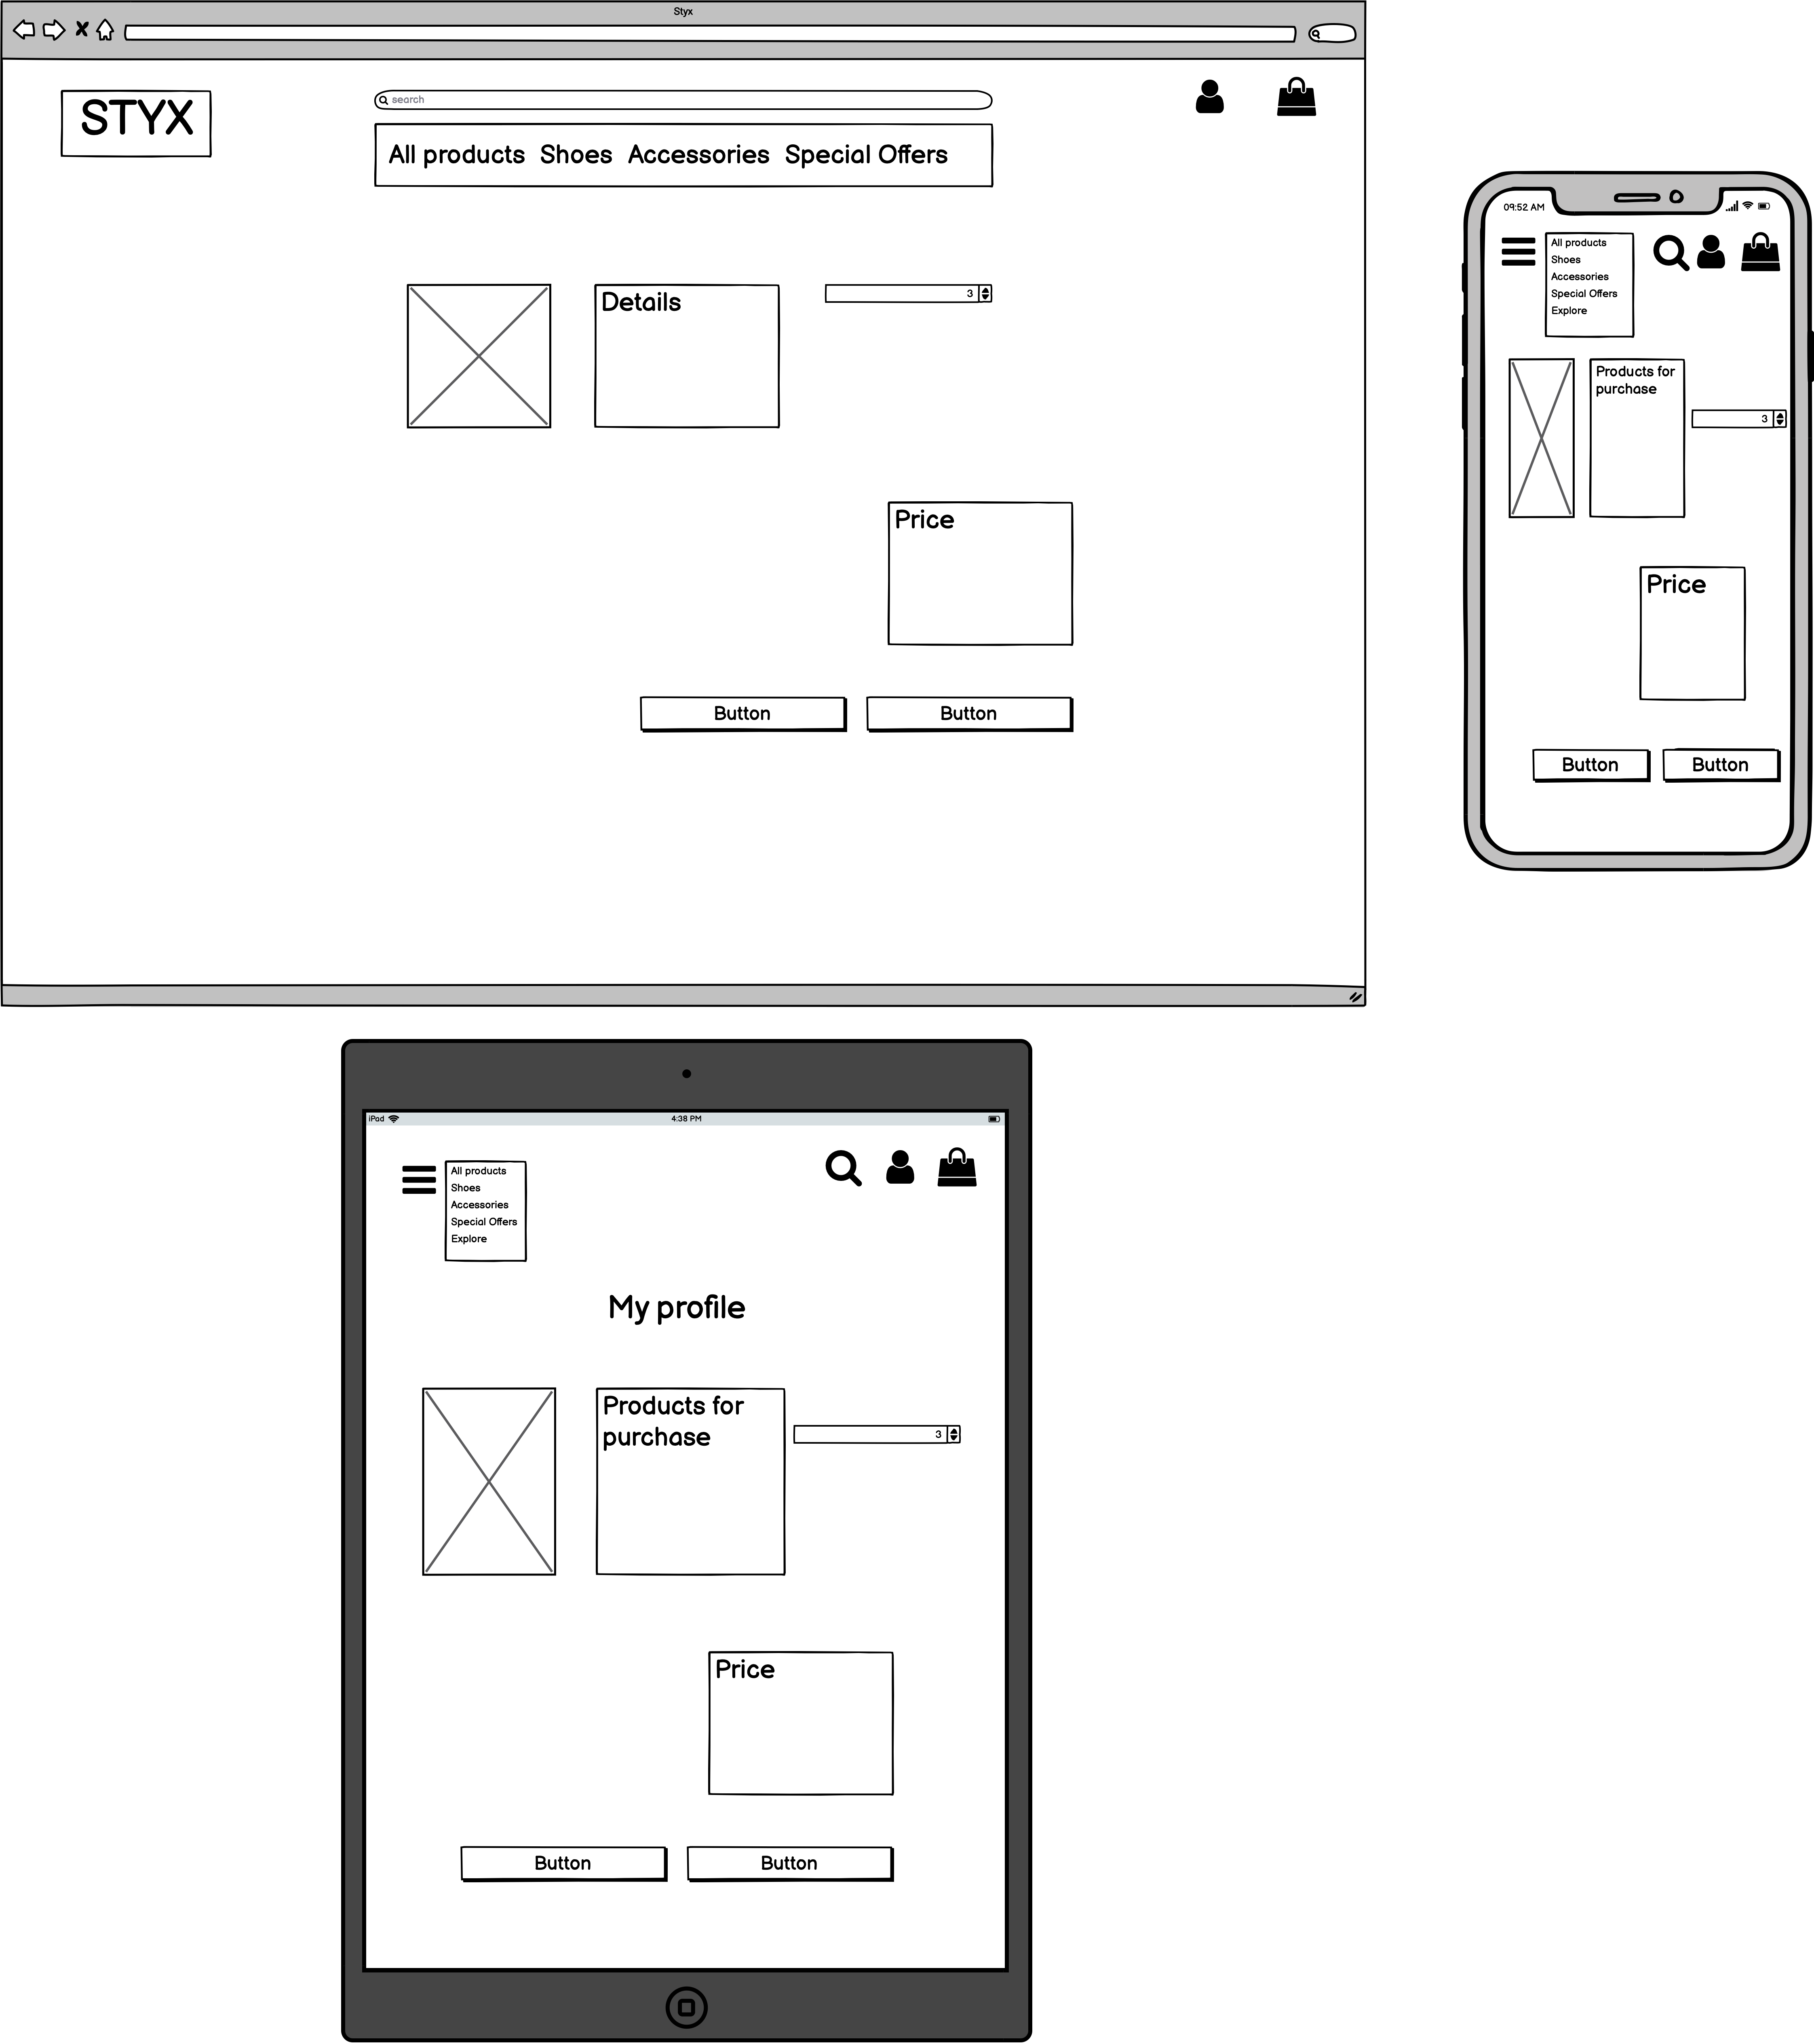 Styx
STYX
search
All products Shoes Accessories Special Offers
Details
3
Price
Button Button
09:52 AM
All products
Shoes
Accessories
Special Offers
Explore
Products for
purchase
3
Price
Button Button
iPad 4:38 PM
All products
Shoes
Accessories
Special Offers
Explore
My profile
Products for
purchase
3
Price
Button Button